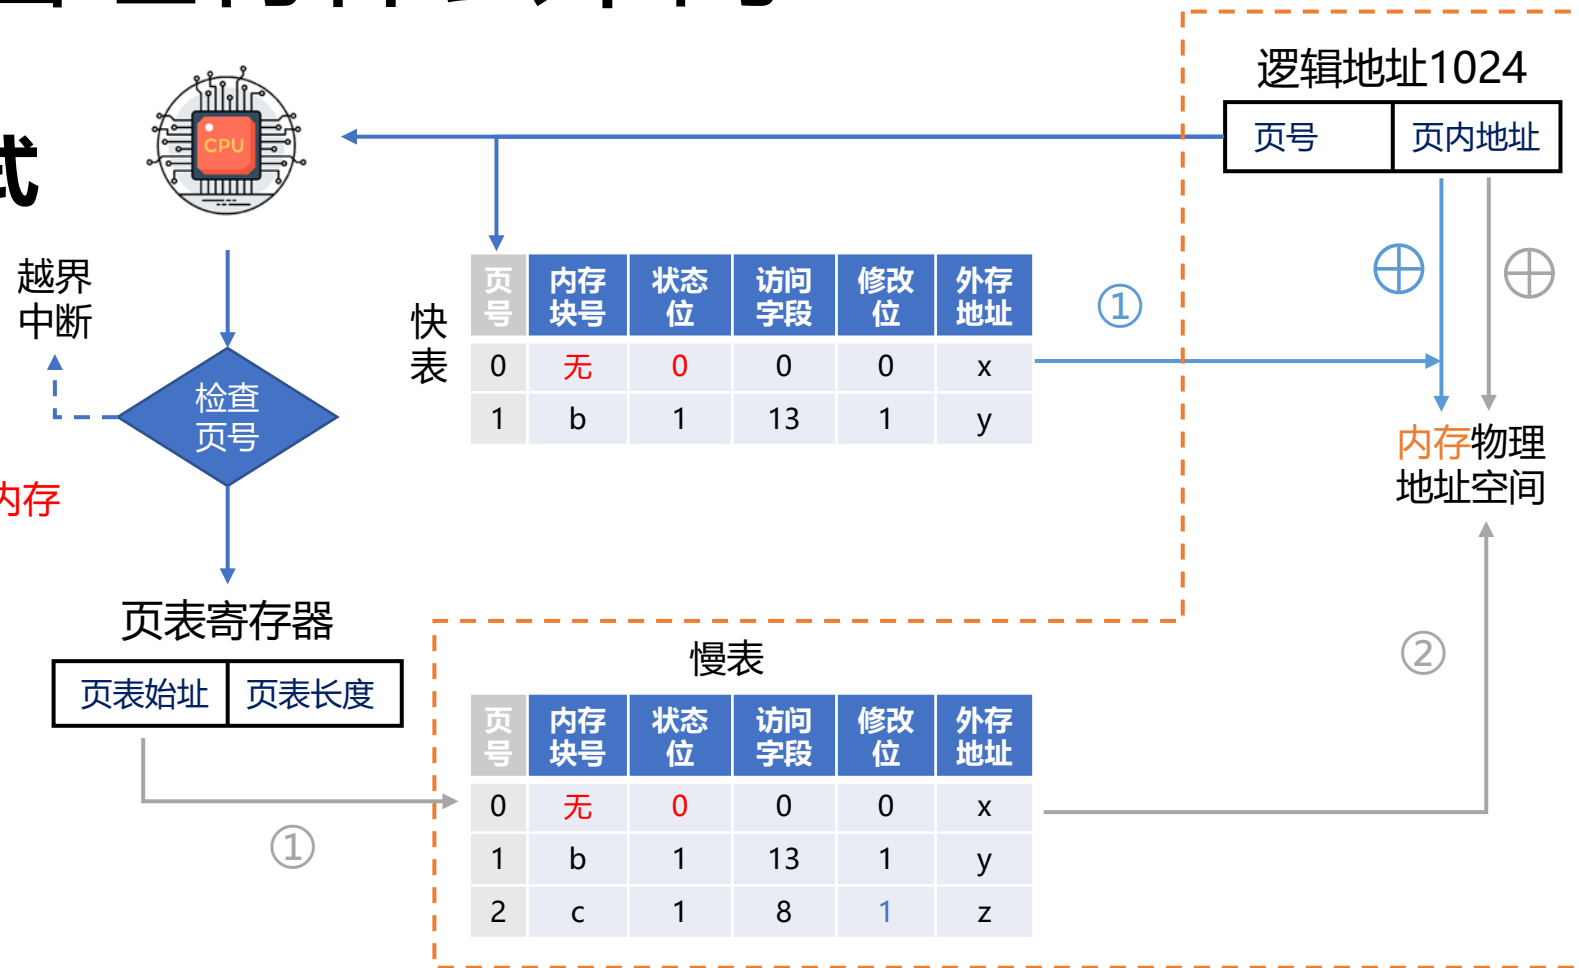 式
逻辑地址1024
页号 页内地址
CPU
越界
中断
检查
页号
内存
页表寄存器
页表始址 页表长度
快
表
页
号
内存
块号
状态
位
访问
字段
修改
位
外存
地址
0 无 0 0 0 x
1 b 1 13 1 y
①
内存物理
地址空间
②
慢表
页
号
内存
块号
状态
位
访问
字段
修改
位
外存
地址
0 无 0 0 0 x
1 b 1 13 1 y
2 c 1 8 1 z
①